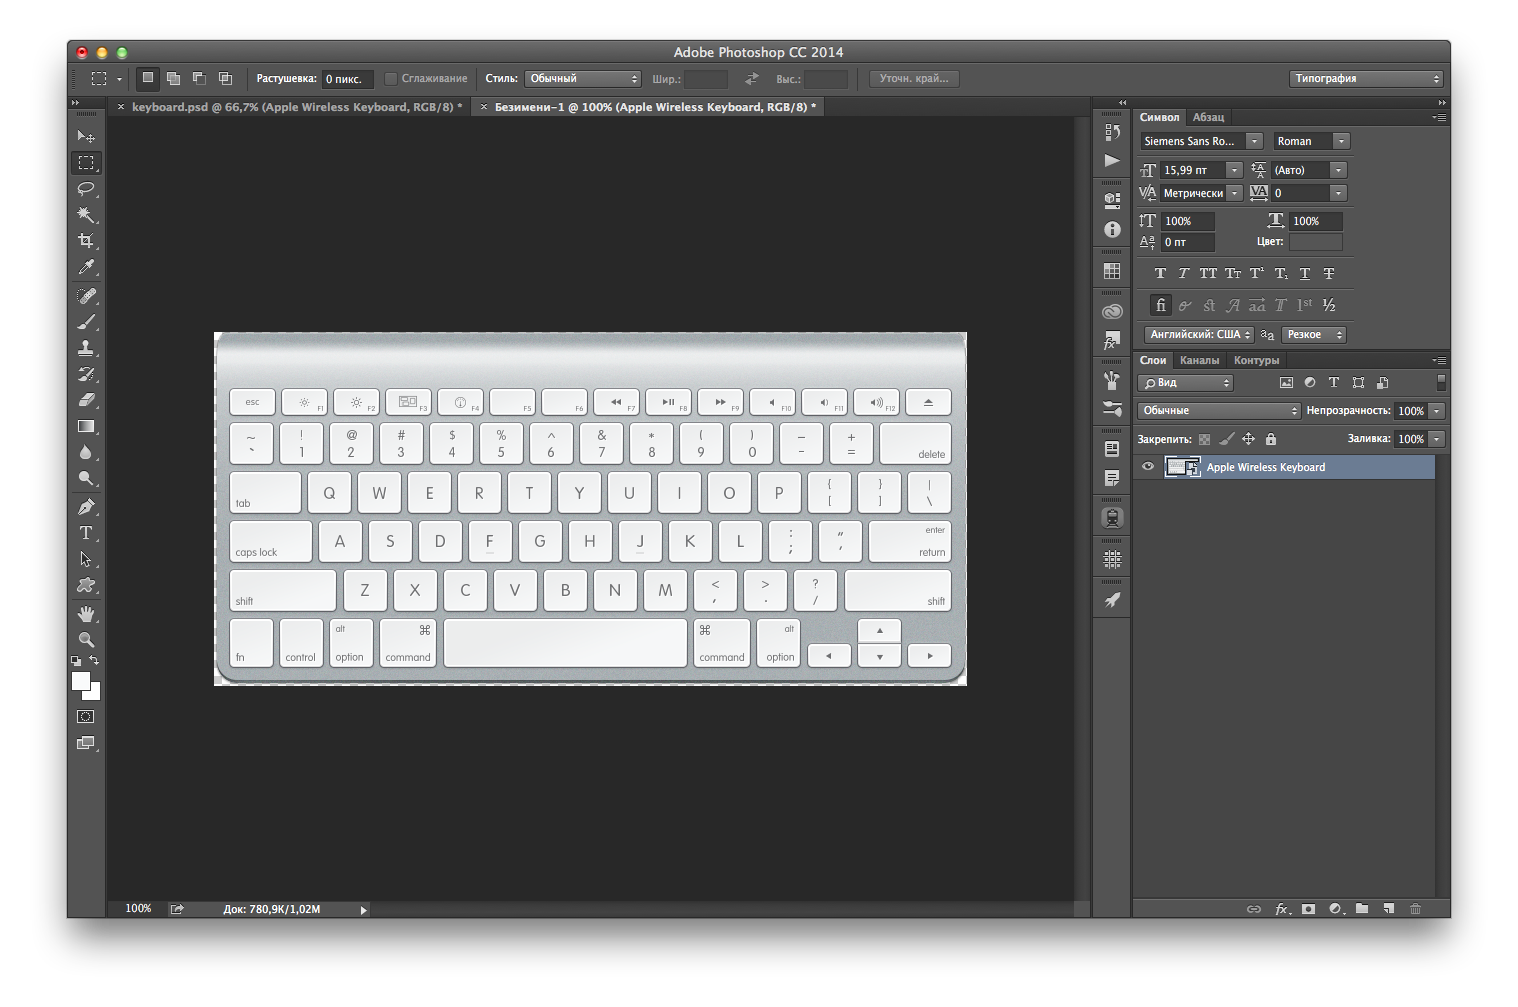 Adobe Photoshop CC 2014
Растушевка: 0 пикс. Сглаживание Стиль: Обычный Шир.: Выс.: Уточн. край... Типография
keyboard.psd @ 66,7% (Apple Wireless Keyboard, RGB/8) * Безимени-1 @ 100% (Apple Wireless Keyboard, RGB/8) *
Символ Абзац
Siemens Sans Ro... Roman
15,99 пт (Авто)
Метрически 0
100% 100%
0 пт Цвет:
T T TT Tт T¹ T₁ T T
fi st A aa T 1st ½
Английский: США aa Резкое
Слои Каналы Контуры
Вид
Обычные Непрозрачность: 100%
Закрепить: Заливка: 100%
Apple Wireless Keyboard
esc F1 F2 F3 F4 F5 F6 F7 F8 F9 F10 F11 F12
~ ! @ # $ % ^ & * ( ) – +
` 1 2 3 4 5 6 7 8 9 0 - = delete
tab Q W E R T Y U I O P { [ } ] | \
caps lock A S D F G H J K L : ; " ' enter return
shift Z X C V B N M < , > . ? / shift
fn control alt option ⌘ command ⌘ command alt option
100% Док: 780,9K/1,02M
fx